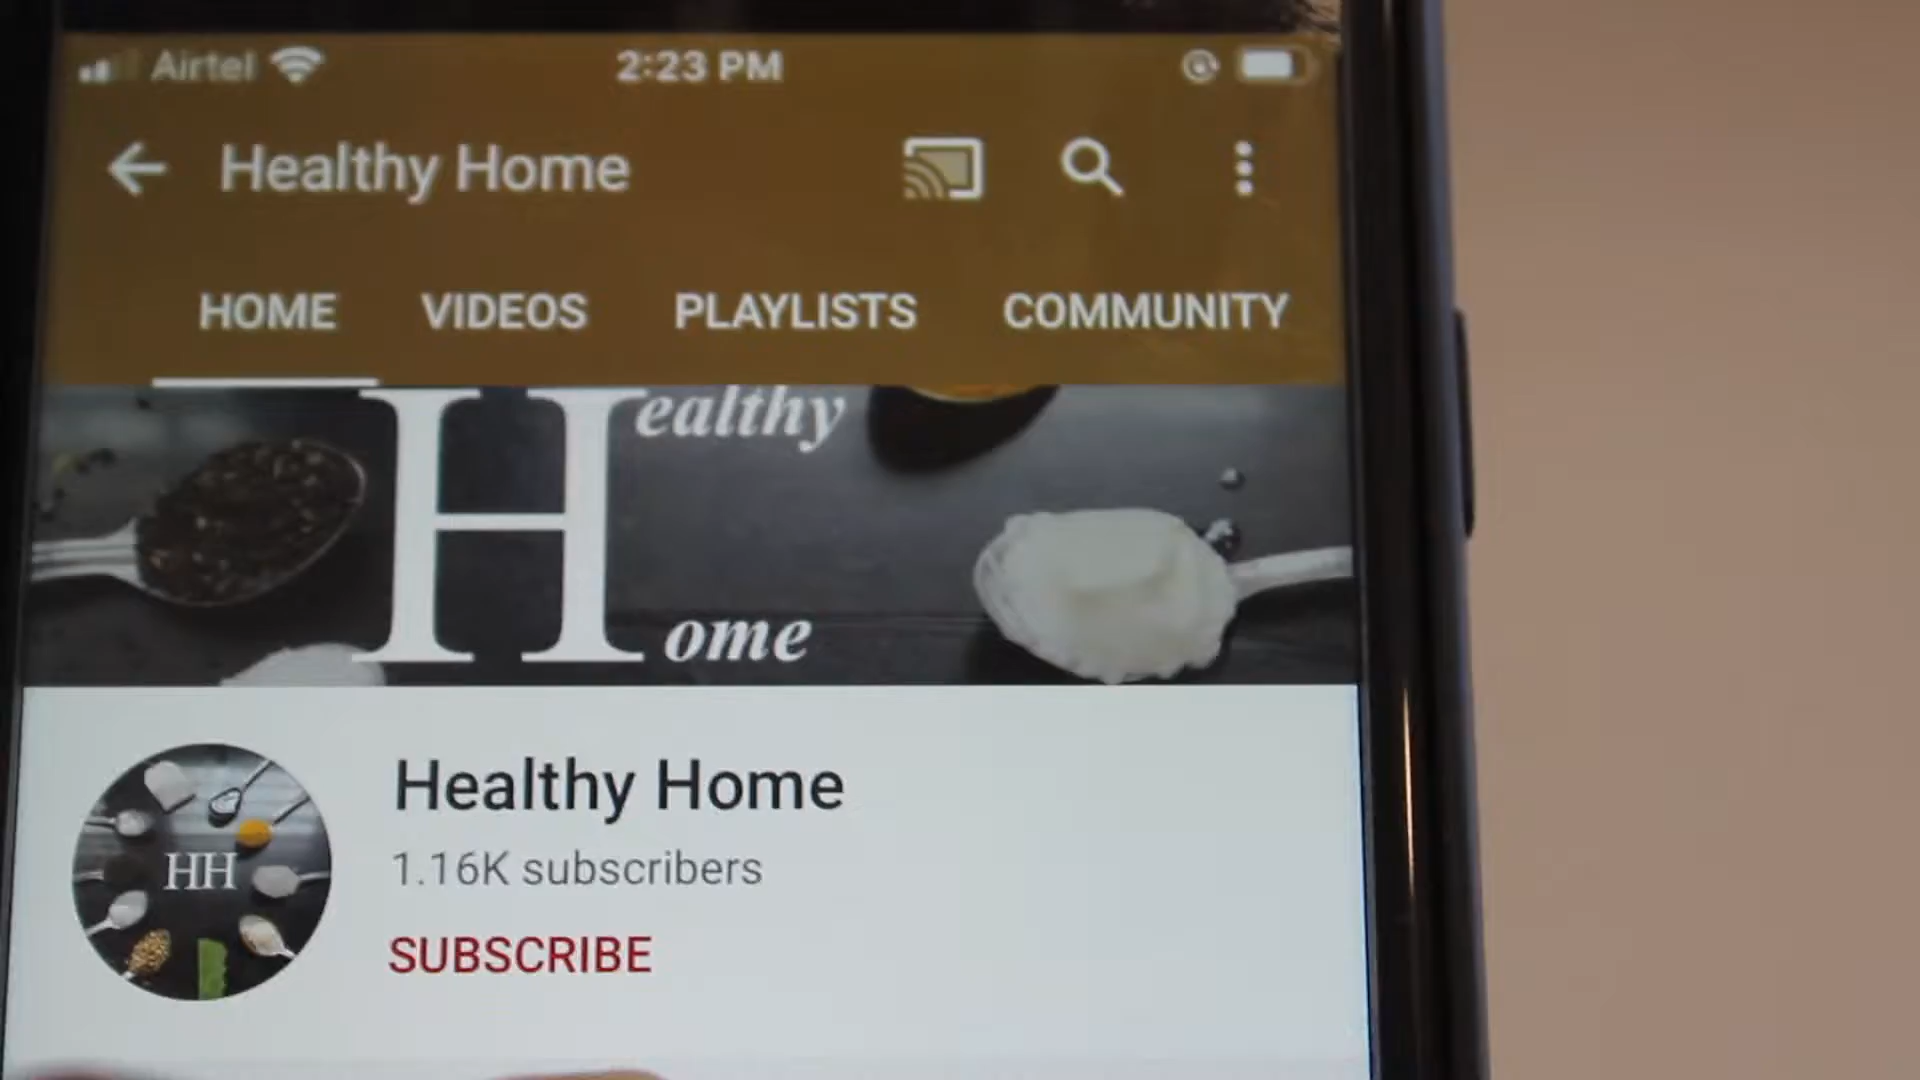 Airtel 2:23 PM
Healthy Home
HOME VIDEOS PLAYLISTS COMMUNITY
Healthy
Home
HH
Healthy Home
1.16K subscribers
SUBSCRIBE